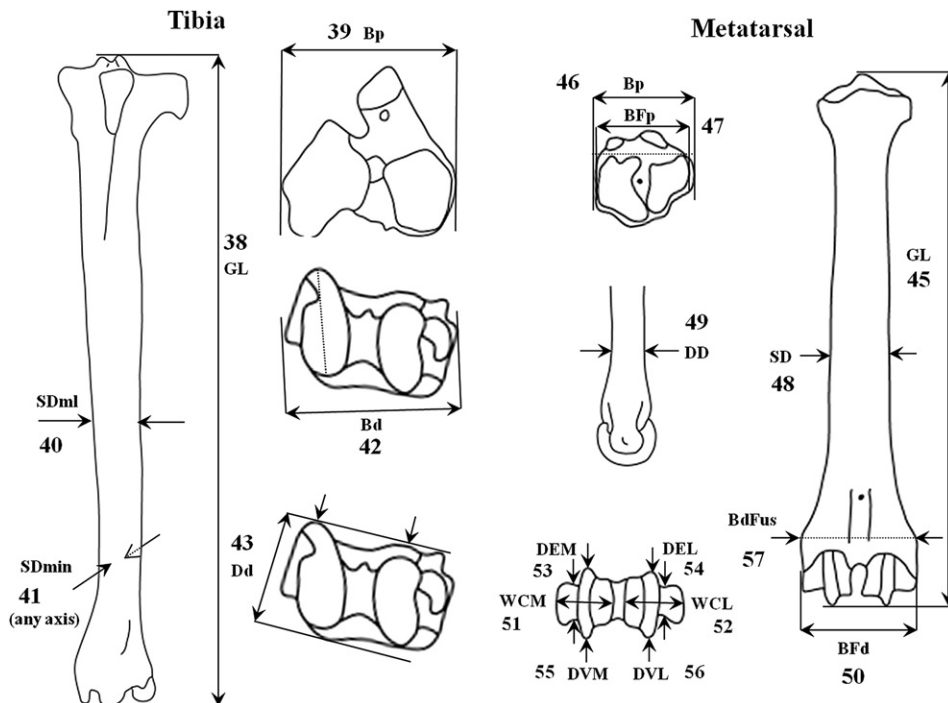 Tibia
39 Bp
38
GL
SDml
40
Bd
42
43
Dd
SDmin
41
(any axis)
Metatarsal
46
Bp
BFp
47
GL
45
49
DD
SD
48
BdFus
57
DEM
53
DEL
54
WCM
51
WCL
52
55
DVM
DVL
56
BFd
50